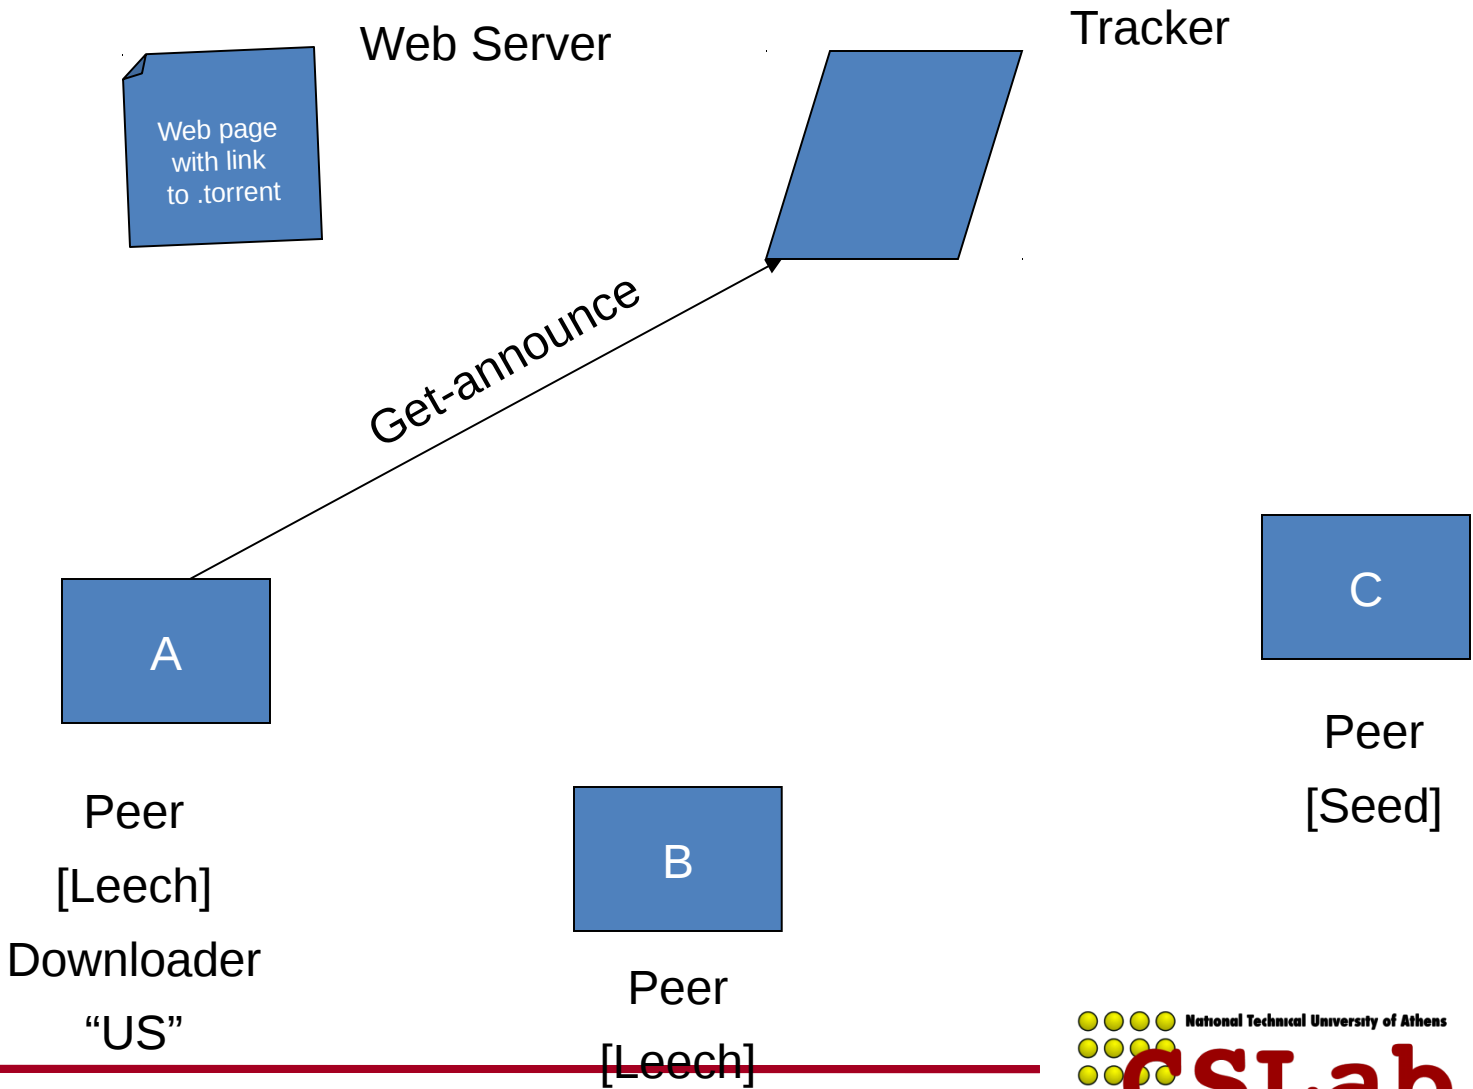 Web Server
Tracker
Web page
with link
to .torrent
Get-announce
A
Peer
[Leech]
Downloader
“US”
B
Peer
[Leech]
C
Peer
[Seed]
National Technical University of Athens
CSLab